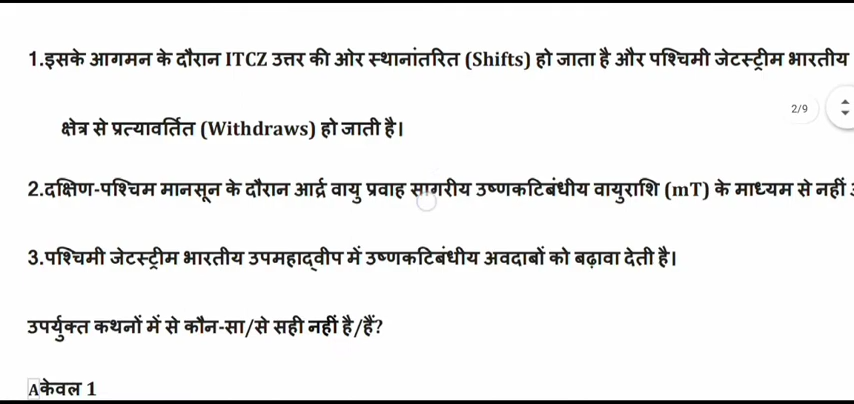 1.इसके आगमन के दौरान ITCZ उत्तर की ओर स्थानांतरित (Shifts) हो जाता है और पश्चिमी जेटस्ट्रीम भारतीय
2/9
क्षेत्र से प्रत्यावर्तित (Withdraws) हो जाती है।
2.दक्षिण-पश्चिम मानसून के दौरान आर्द्र वायु प्रवाह सागरीय उष्णकटिबंधीय वायुराशि (mT) के माध्यम से नहीं
3.पश्चिमी जेटस्ट्रीम भारतीय उपमहाद्वीप में उष्णकटिबंधीय अवदाबों को बढ़ावा देती है।
उपर्युक्त कथनों में से कौन-सा/से सही नहीं है/हैं?
Aकेवल 1